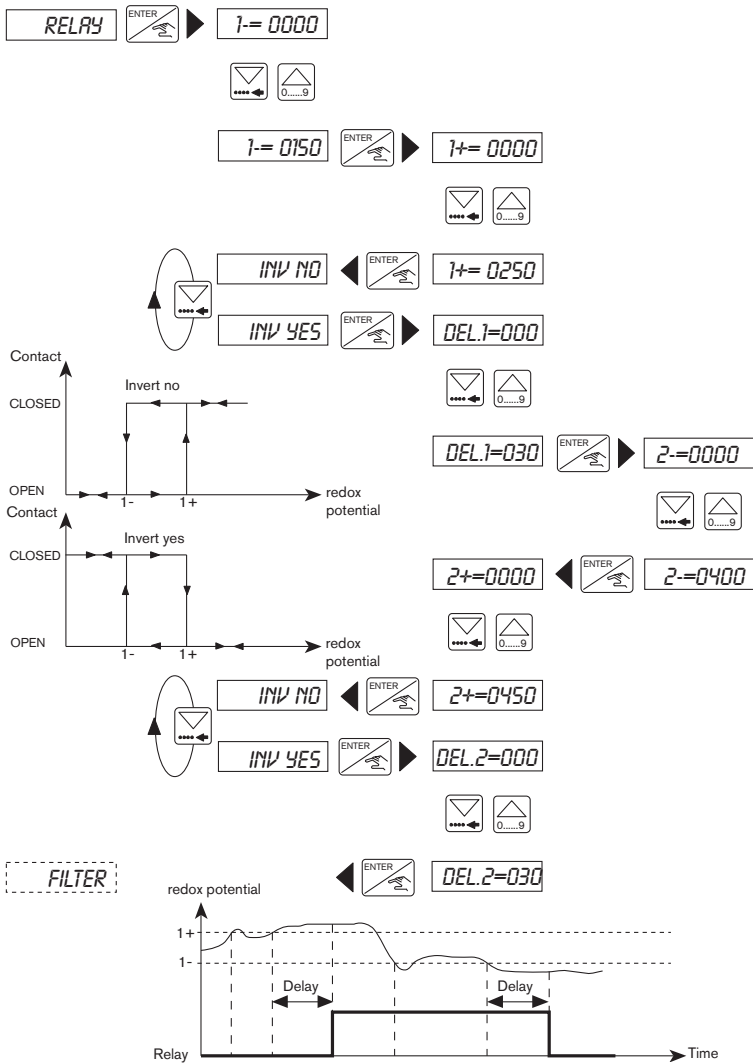 RELAY ENTER 1-= 0000
0......9
1-= 0150 ENTER 1+= 0000
0......9
INV NO ENTER 1+= 0250
INV YES ENTER DEL.1=000
0......9
Contact
CLOSED
Invert no
OPEN
1- 1+
redox
potential
DEL.1=030 ENTER 2-=0000
0......9
Contact
CLOSED
Invert yes
OPEN
1- 1+
redox
potential
2+=0000 ENTER 2-=0400
0......9
INV NO ENTER 2+=0450
INV YES ENTER DEL.2=000
0......9
FILTER ENTER DEL.2=030
redox potential
1+
1-
Delay Delay
Relay Time